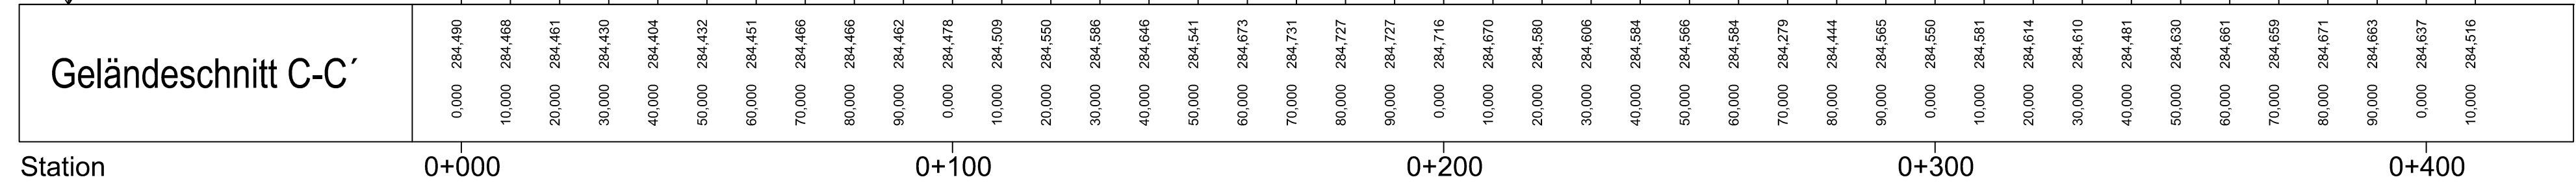 Geländeschnitt C-C´
284,490 284,468 284,461 284,430 284,404 284,432 284,451 284,466 284,466 284,462 284,478 284,509 284,550 284,586 284,646 284,541 284,673 284,731 284,727 284,727 284,716 284,670 284,580 284,606 284,584 284,566 284,584 284,279 284,444 284,565 284,550 284,581 284,614 284,610 284,481 284,630 284,661 284,659 284,671 284,663 284,637 284,516
0,000 10,000 20,000 30,000 40,000 50,000 60,000 70,000 80,000 90,000 0,000 10,000 20,000 30,000 40,000 50,000 60,000 70,000 80,000 90,000 0,000 10,000 20,000 30,000 40,000 50,000 60,000 70,000 80,000 90,000 0,000 10,000 20,000 30,000 40,000 50,000 60,000 70,000 80,000 90,000 0,000 10,000
Station 0+000 0+100 0+200 0+300 0+400